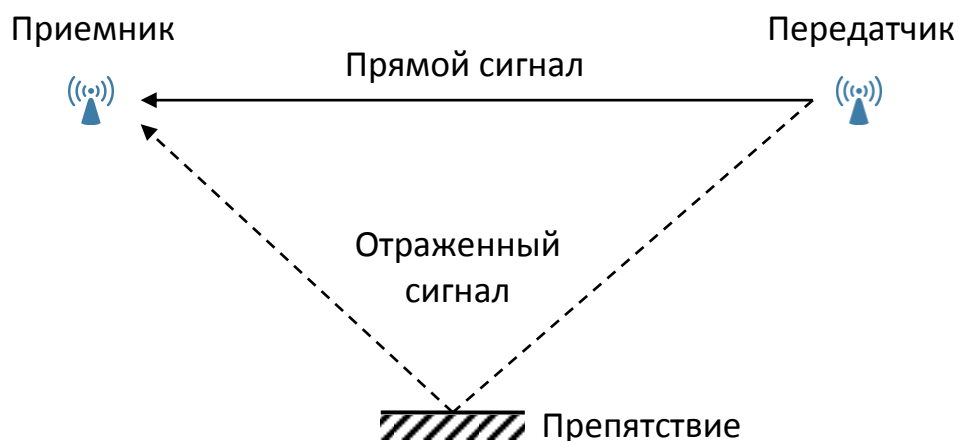 Приемник
Передатчик
Прямой сигнал
Отраженный
сигнал
Препятствие